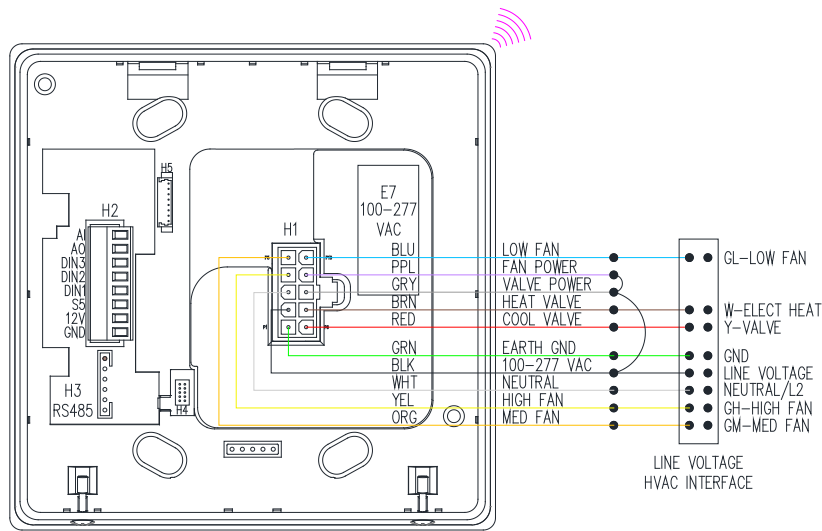 H5
H2
E7
100-277
VAC
H1
AI
AO
DIN3
DIN2
DIN1
S5
12V
GND
BLU LOW FAN GL-LOW FAN
PPL FAN POWER
GRY VALVE POWER
BRN HEAT VALVE W-ELECT HEAT
RED COOL VALVE Y-VALVE
GRN EARTH GND GND
BLK 100-277 VAC LINE VOLTAGE
WHT NEUTRAL NEUTRAL/L2
YEL HIGH FAN GH-HIGH FAN
ORG MED FAN GM-MED FAN
H3
RS485
H4
LINE VOLTAGE
HVAC INTERFACE